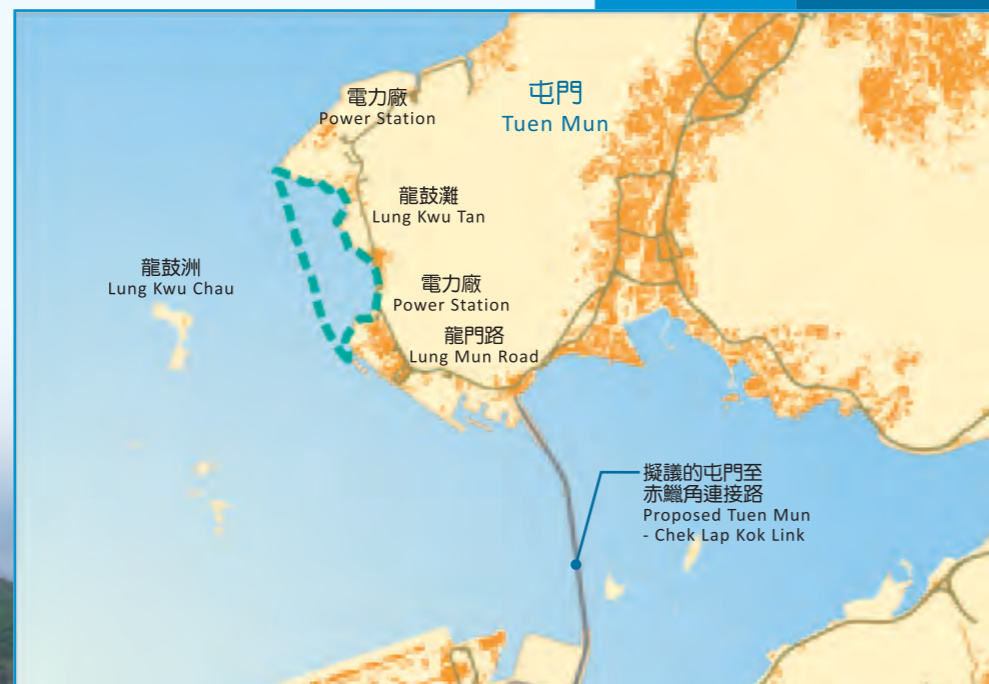 電力廠
Power Station
屯門
Tuen Mun
龍鼓灘
Lung Kwu Tan
龍鼓洲
Lung Kwu Chau
電力廠
Power Station
龍門路
Lung Mun Road
擬議的屯門至
赤鱲角連接路
Proposed Tuen Mun
- Chek Lap Kok Link